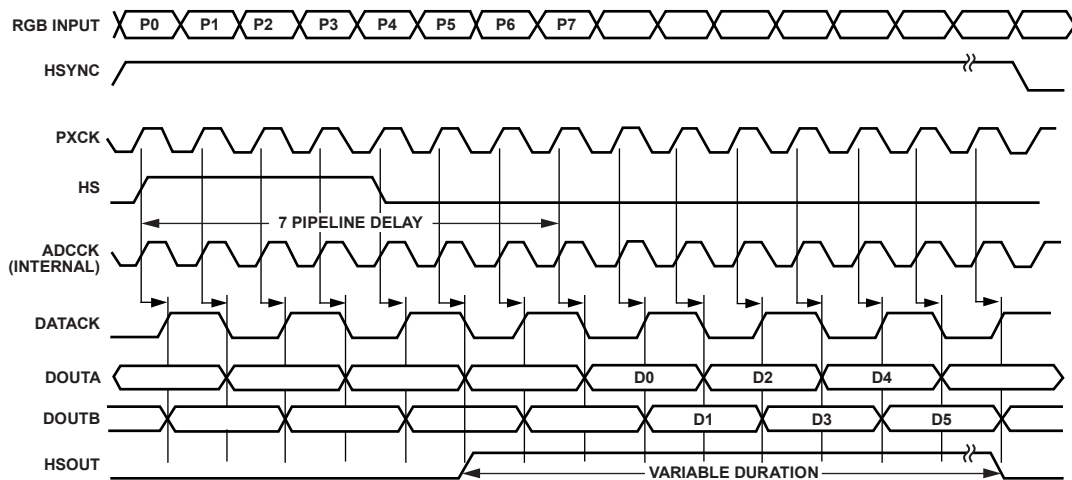 RGB INPUT P0 P1 P2 P3 P4 P5 P6 P7
HSYNC
PXCK
HS
7 PIPELINE DELAY
ADCCK
(INTERNAL)
DATACK
DOUTA D0 D2 D4
DOUTB D1 D3 D5
HSOUT
VARIABLE DURATION